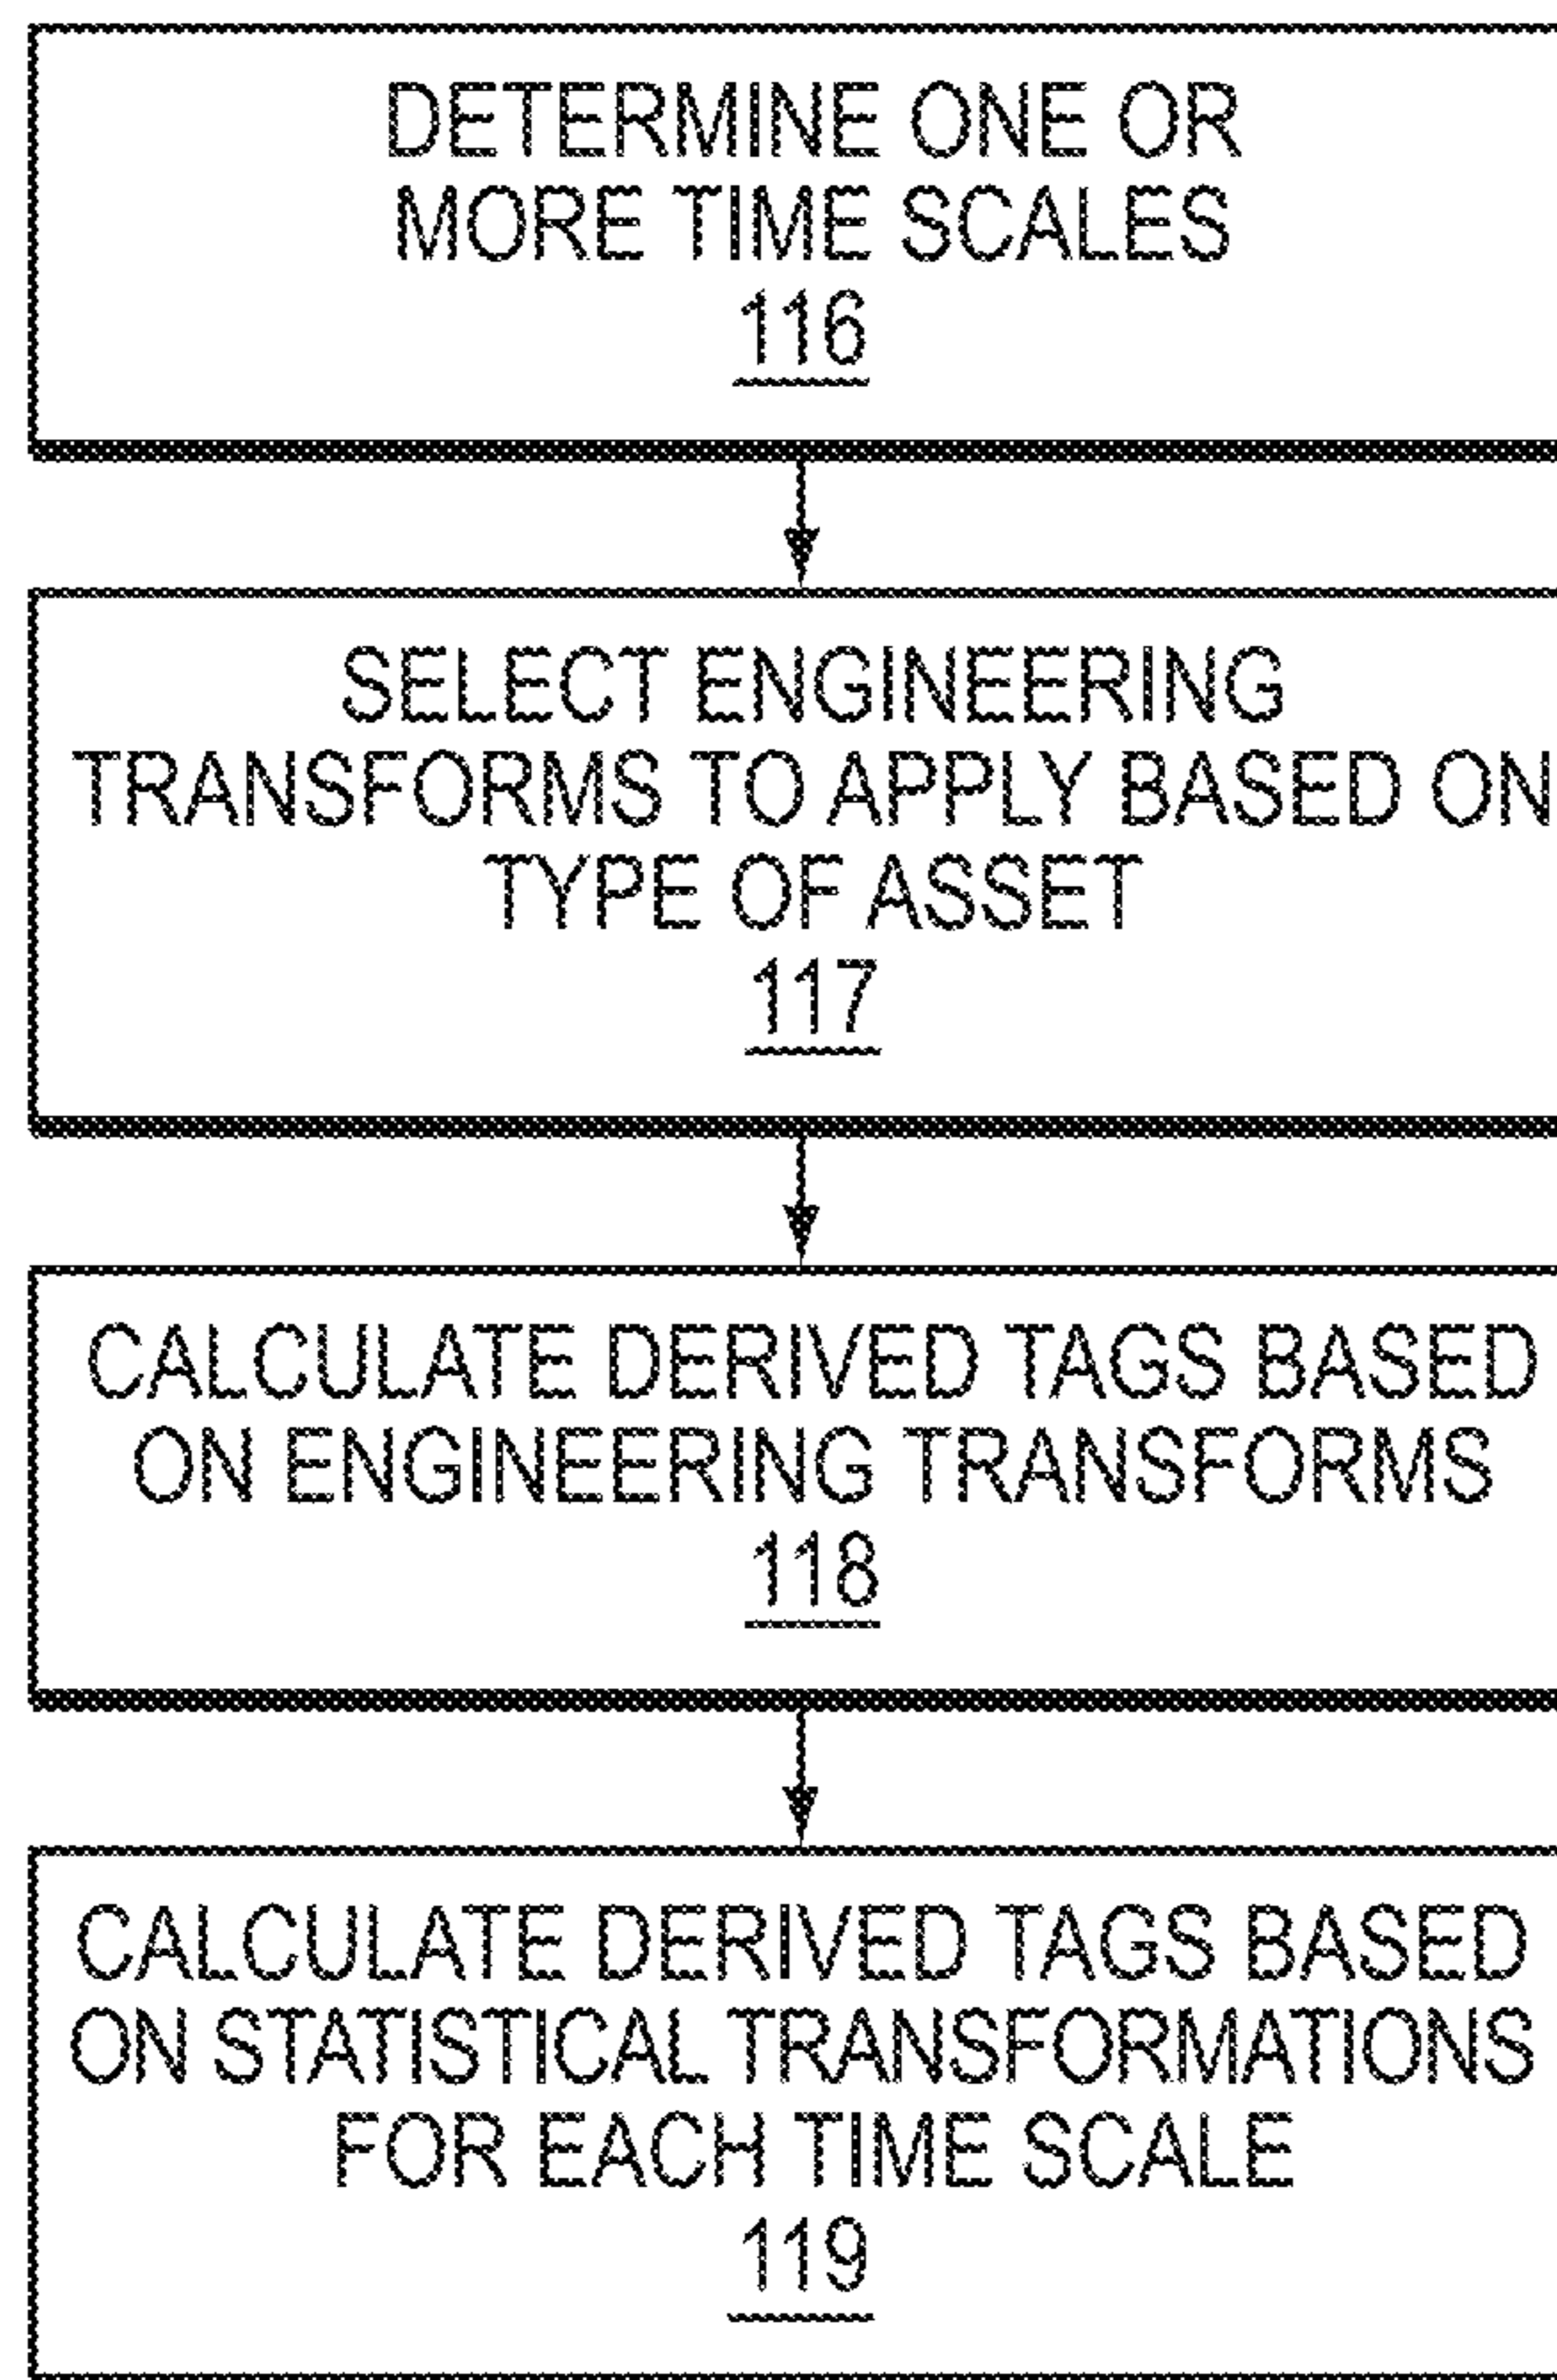 DETERMINE ONE OR
MORE TIME SCALES
116
SELECT ENGINEERING
TRANSFORMS TO APPLY BASED ON
TYPE OF ASSET
117
CALCULATE DERIVED TAGS BASED
ON ENGINEERING TRANSFORMS
118
CALCULATE DERIVED TAGS BASED
ON STATISTICAL TRANSFORMATIONS
FOR EACH TIME SCALE
119